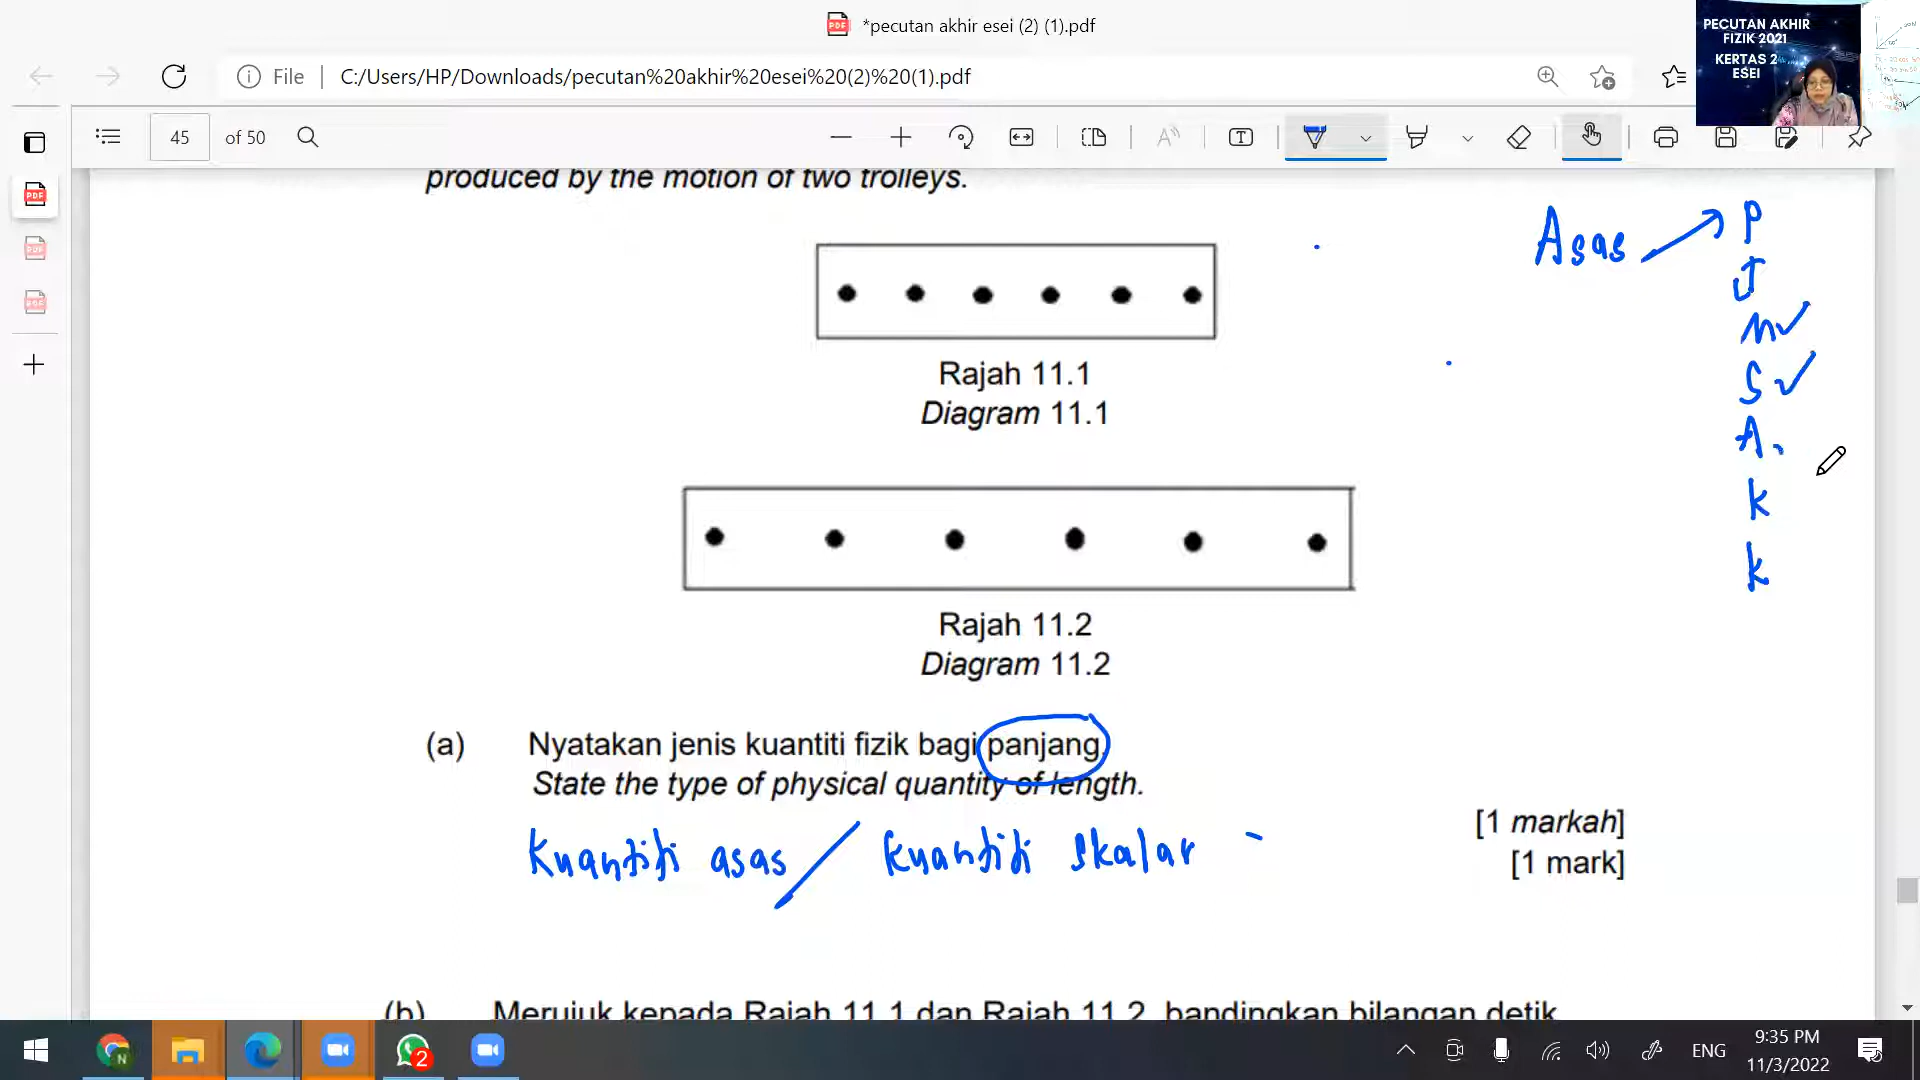 *pecutan akhir esei (2) (1).pdf
File
C:/Users/HP/Downloads/pecutan%20akhir%20esei%20(2)%20(1).pdf
PECUTAN AKHIR
FIZIK 2021
KERTAS 2
ESEI
45 of 50
produced by the motion of two trolleys.
Asas → P
J
M ✓
S ✓
A
k
k
Rajah 11.1
Diagram 11.1
Rajah 11.2
Diagram 11.2
(a) Nyatakan jenis kuantiti fizik bagi panjang.
State the type of physical quantity of length.
[1 markah]
[1 mark]
Kuantiti asas / Kuantiti skalar
(b) Merujuk kepada Rajah 11.1 dan Rajah 11.2, bandingkan bilangan detik
2
ENG
9:35 PM
11/3/2022